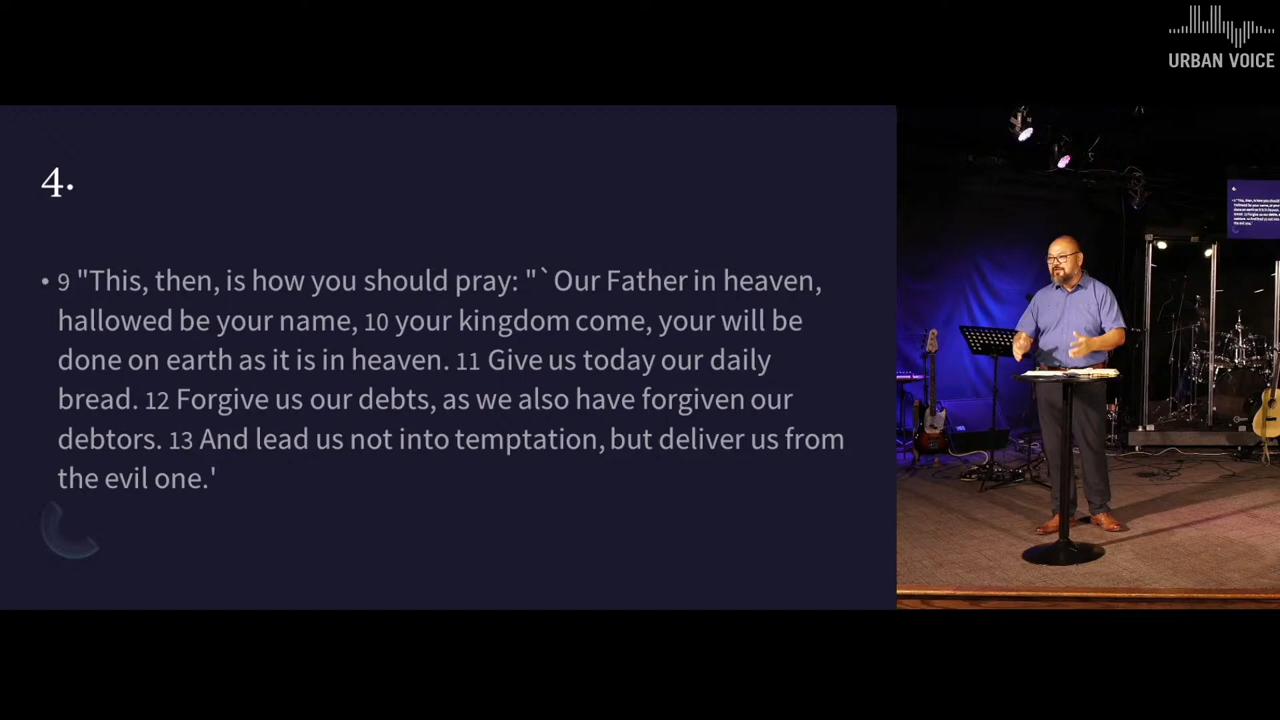 URBAN VOICE
4.
• 9 "This, then, is how you should pray: "`Our Father in heaven,
hallowed be your name, 10 your kingdom come, your will be
done on earth as it is in heaven. 11 Give us today our daily
bread. 12 Forgive us our debts, as we also have forgiven our
debtors. 13 And lead us not into temptation, but deliver us from
the evil one.'